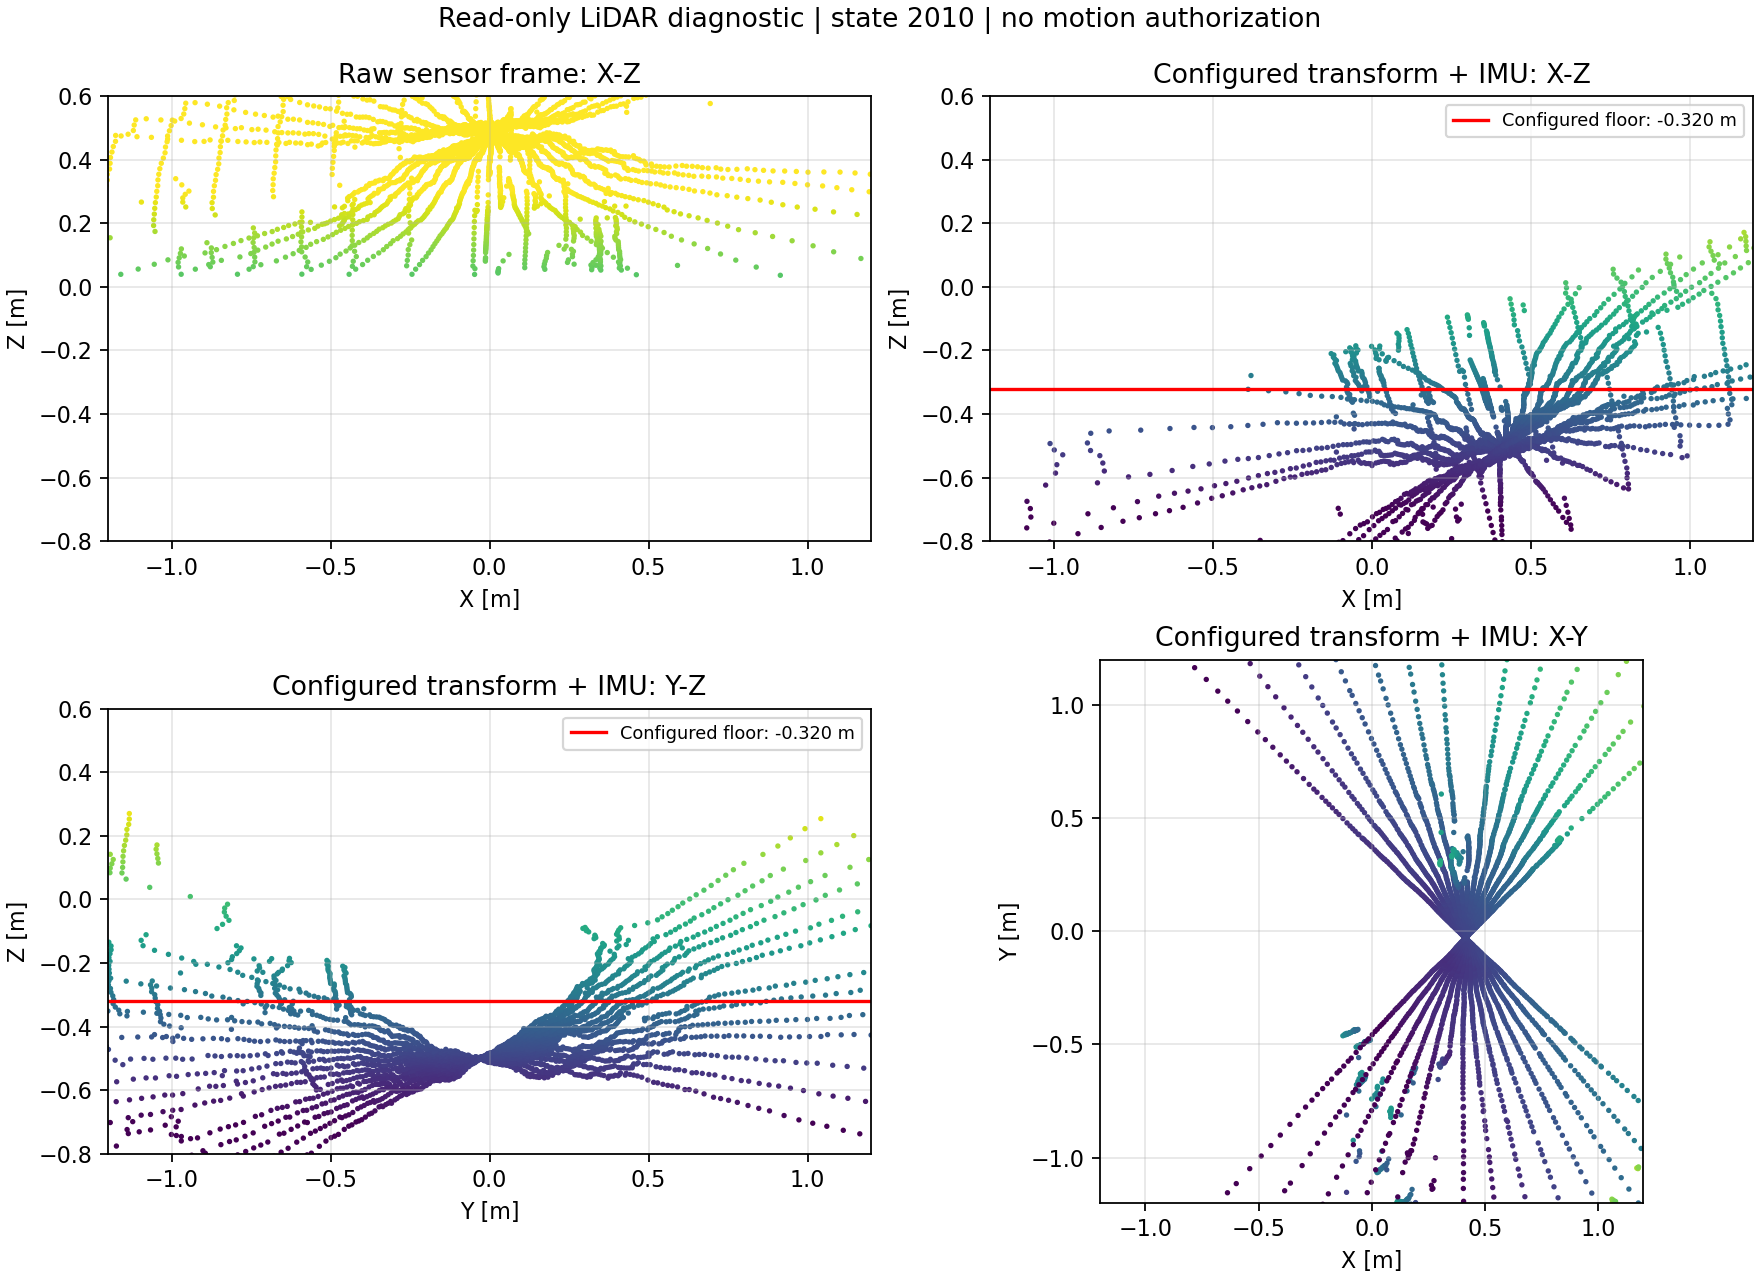 Read-only LiDAR diagnostic | state 2010 | no motion authorization
Raw sensor frame: X-Z
0.6
0.4
0.2
0.0
−0.2
−0.4
−0.6
−0.8
Z [m]
−1.0 −0.5 0.0 0.5 1.0
X [m]
Configured transform + IMU: X-Z
Configured floor: -0.320 m
0.6
0.4
0.2
0.0
−0.2
−0.4
−0.6
−0.8
Z [m]
−1.0 −0.5 0.0 0.5 1.0
X [m]
Configured transform + IMU: Y-Z
Configured floor: -0.320 m
0.6
0.4
0.2
0.0
−0.2
−0.4
−0.6
−0.8
Z [m]
−1.0 −0.5 0.0 0.5 1.0
Y [m]
Configured transform + IMU: X-Y
1.0
0.5
0.0
−0.5
−1.0
Y [m]
−1.0 −0.5 0.0 0.5 1.0
X [m]